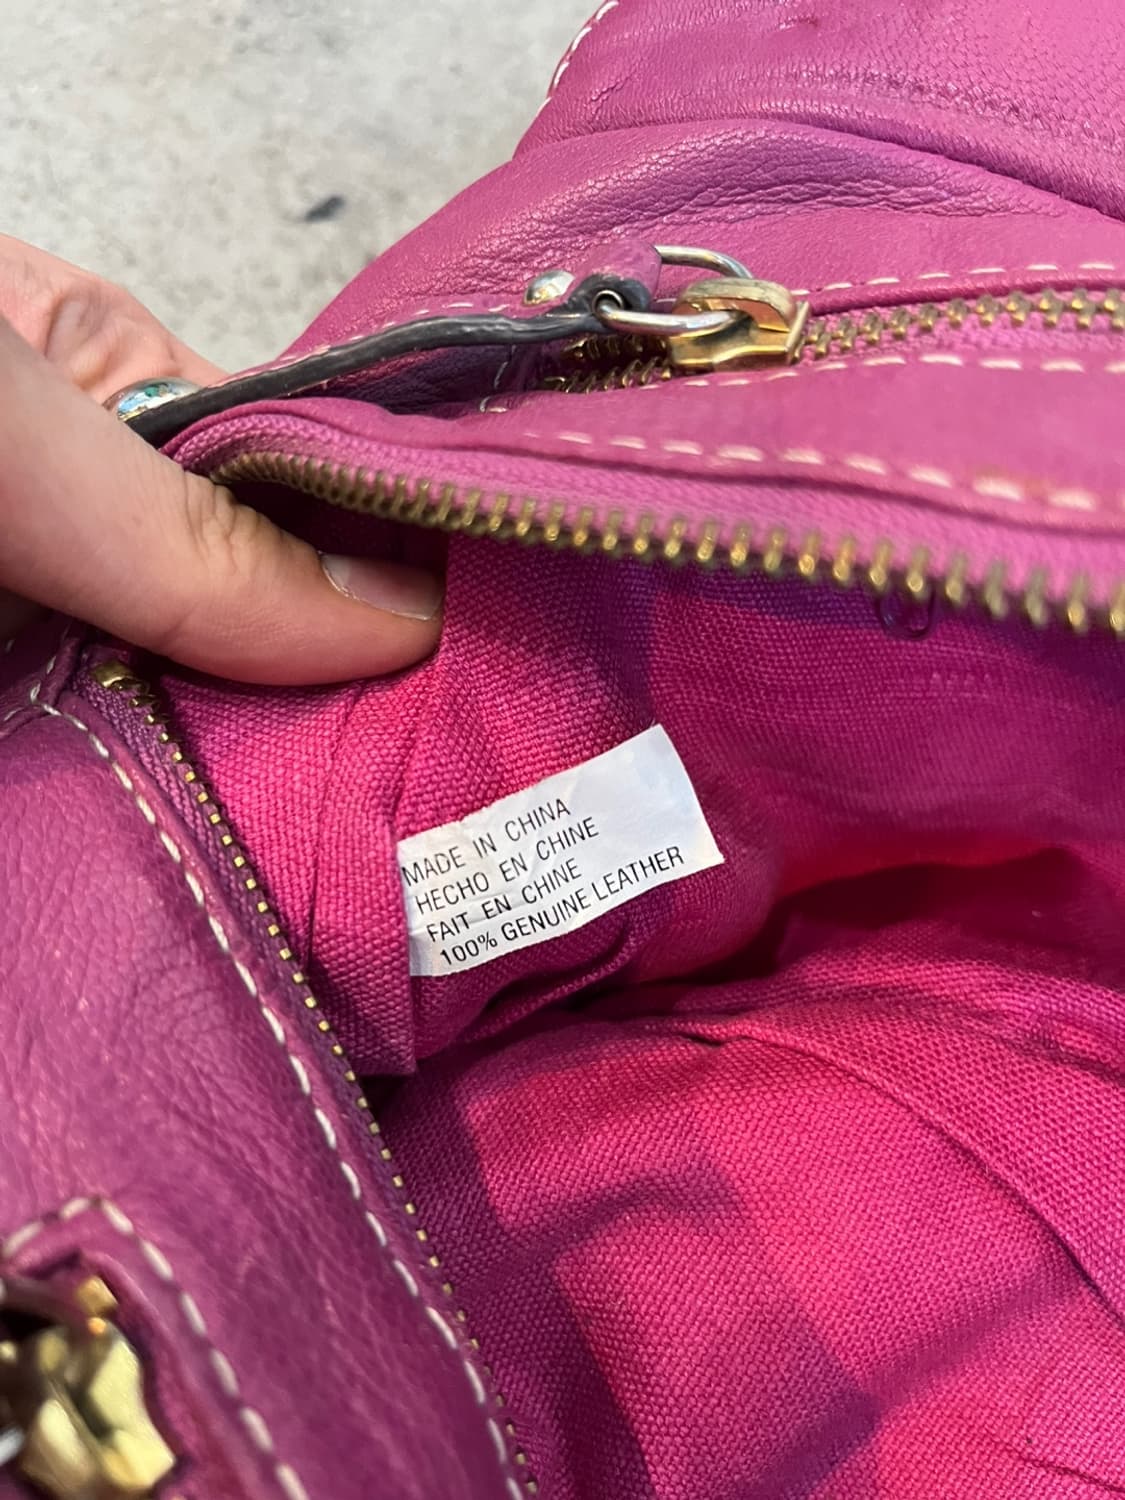 MADE IN CHINA
HECHO EN CHINE
FAIT EN CHINE
100% GENUINE LEATHER